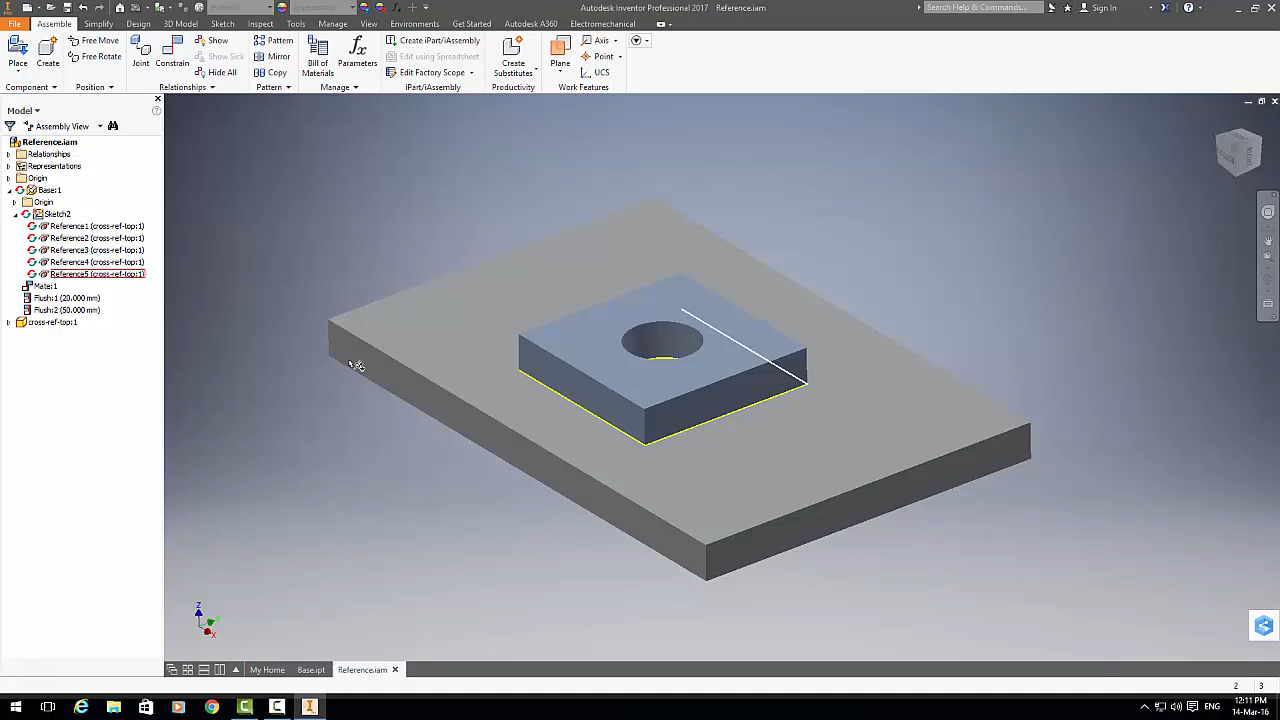 Autodesk Inventor Professional 2017 Reference.iam
Search Help & Commands...
Sign In
File Assemble Simplify Design 3D Model Sketch Inspect Tools Manage View Environments Get Started Autodesk A360
Place
Create
Free Move
Free Rotate
Joint
Constrain
Show
Show Sick
Hide All
Pattern
Mirror
Copy
Bill of Materials
Parameters
Create iPart/iAssembly
Edit using Spreadsheet
Edit Factory Scope
Create Substitutes
Plane
Axis
Point
UCS
Component Position Relationships Pattern Manage iPart/iAssembly Productivity Work Features
Model
Assembly View
Reference.iam
Relationships
Representations
Origin
Base:1
Origin
Sketch2
Reference1 (cross-ref-top:1)
Reference2 (cross-ref-top:1)
Reference3 (cross-ref-top:1)
Reference4 (cross-ref-top:1)
Reference5 (cross-ref-top:1)
Mate:1
Flush:1 (20.000 mm)
Flush:2 (50.000 mm)
cross-ref-top:1
Z
X
My Home Base.ipt Reference.iam
2 3
ENG
12:11 PM
14-Mar-16